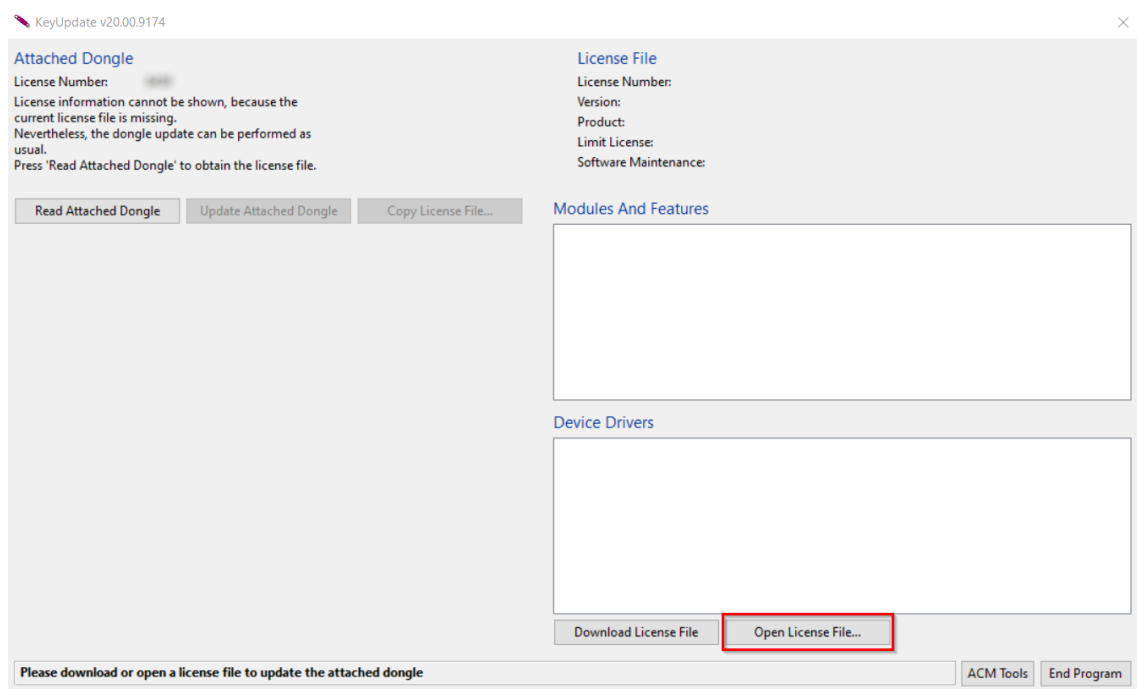 KeyUpdate v20.00.9174
Attached Dongle
License Number:
License information cannot be shown, because the
current license file is missing.
Nevertheless, the dongle update can be performed as
usual.
Press 'Read Attached Dongle' to obtain the license file.
Read Attached Dongle
Update Attached Dongle
Copy License File...
License File
License Number:
Version:
Product:
Limit License:
Software Maintenance:
Modules And Features
Device Drivers
Download License File
Open License File...
Please download or open a license file to update the attached dongle
ACM Tools
End Program